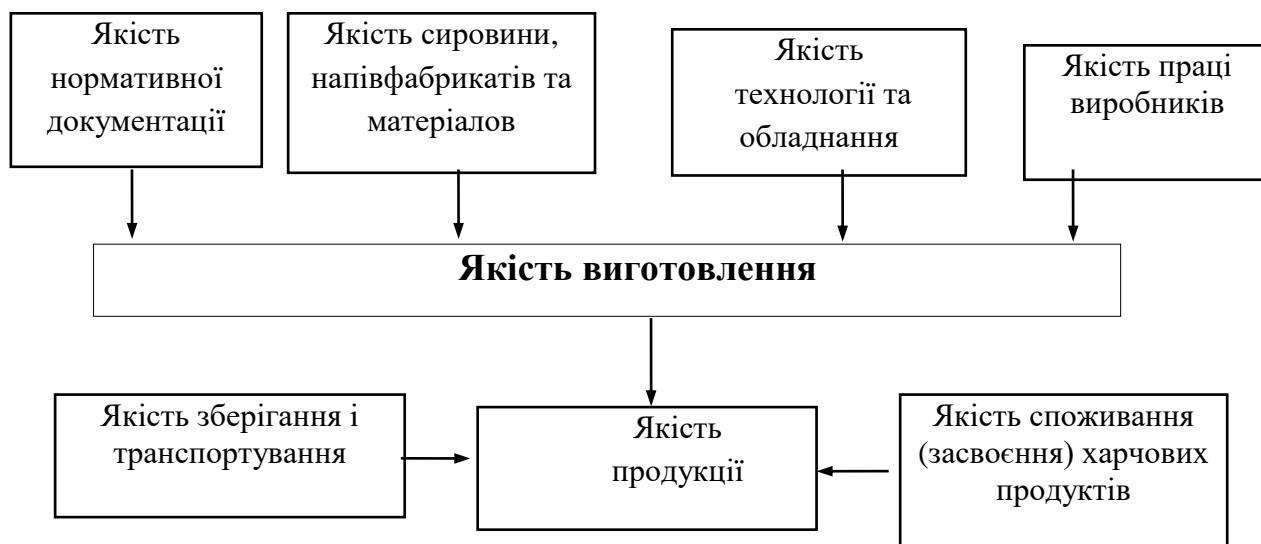 Якість
нормативної
документації
Якість сировини,
напівфабрикатів та
матеріалов
Якість
технології та
обладнання
Якість праці
виробників
Якість виготовлення
Якість зберігання і
транспортування
Якість
продукції
Якість споживання
(засвоєння) харчових
продуктів